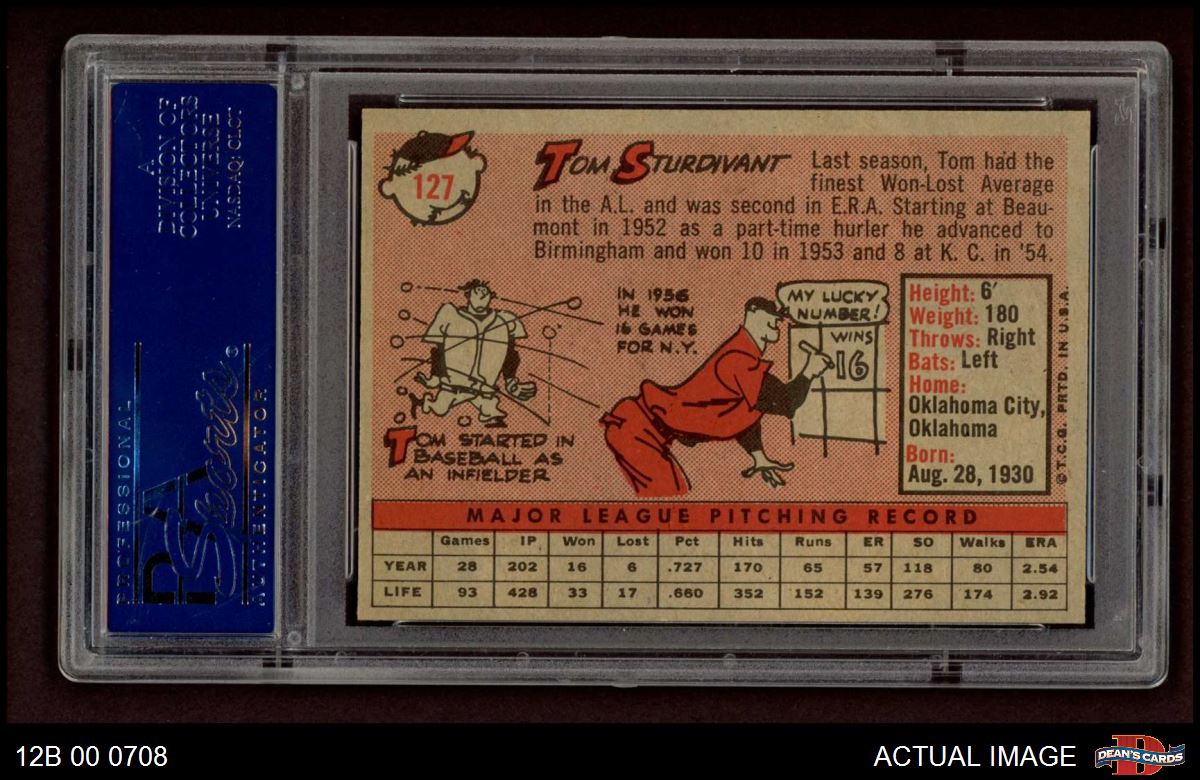 A
DIVISION OF
COLLECTORS
UNIVERSE
NASDAQ: CLCT
PROFESSIONAL
PSA
Sports®
AUTHENTICATOR
127
TOM STURDIVANT
Last season, Tom had the
finest Won-Lost Average
in the A.L. and was second in E.R.A. Starting at Beau-
mont in 1952 as a part-time hurler he advanced to
Birmingham and won 10 in 1953 and 8 at K. C. in '54.
TOM STARTED IN
BASEBALL AS
AN INFIELDER
IN 1956
HE WON
16 GAMES
FOR N.Y.
MY LUCKY
NUMBER!
WINS
16
Height: 6'
Weight: 180
Throws: Right
Bats: Left
Home:
Oklahoma City,
Oklahoma
Born:
Aug. 28, 1930
©T.C.G. PRTD. IN U.S.A.
MAJOR LEAGUE PITCHING RECORD
Games IP Won Lost Pct Hits Runs ER SO Walks ERA
YEAR 28 202 16 6 .727 170 65 57 118 80 2.54
LIFE 93 428 33 17 .660 352 152 139 276 174 2.92
12B 00 0708
ACTUAL IMAGE
DEAN'S CARDS